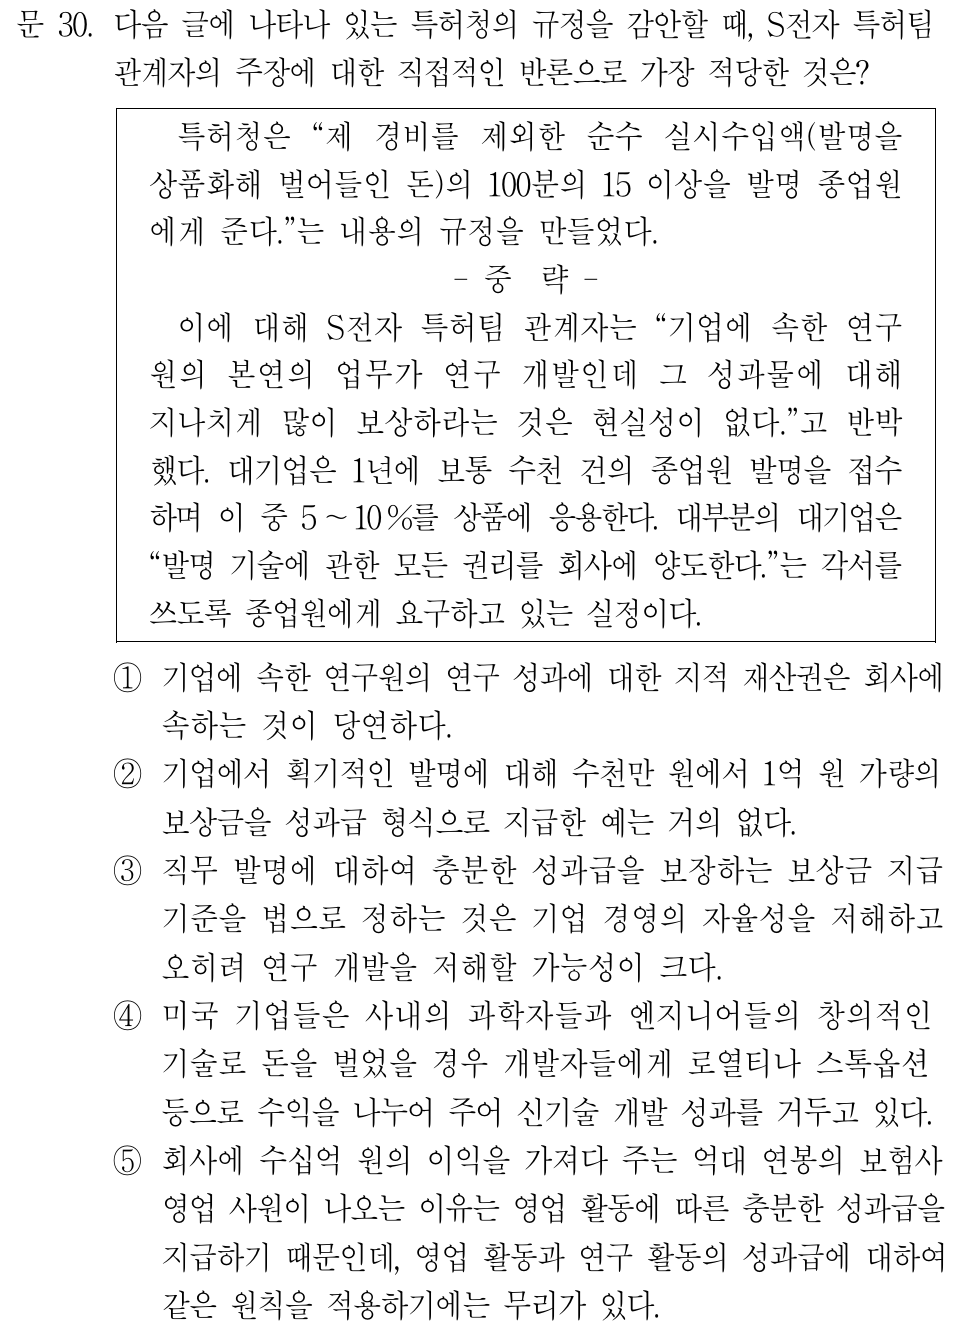 문 30. 다음 글에 나타나 있는 특허청의 규정을 감안할 때, S전자 특허팀
관계자의 주장에 대한 직접적인 반론으로 가장 적당한 것은?
특허청은 “제 경비를 제외한 순수 실시수입액(발명을
상품화해 벌어들인 돈)의 100분의 15 이상을 발명 종업원
에게 준다.”는 내용의 규정을 만들었다.
- 중 략 -
이에 대해 S전자 특허팀 관계자는 “기업에 속한 연구
원의 본연의 업무가 연구 개발인데 그 성과물에 대해
지나치게 많이 보상하라는 것은 현실성이 없다.”고 반박
했다. 대기업은 1년에 보통 수천 건의 종업원 발명을 접수
하며 이 중 5～10%를 상품에 응용한다. 대부분의 대기업은
“발명 기술에 관한 모든 권리를 회사에 양도한다.”는 각서를
쓰도록 종업원에게 요구하고 있는 실정이다.
① 기업에 속한 연구원의 연구 성과에 대한 지적 재산권은 회사에
속하는 것이 당연하다.
② 기업에서 획기적인 발명에 대해 수천만 원에서 1억 원 가량의
보상금을 성과급 형식으로 지급한 예는 거의 없다.
③ 직무 발명에 대하여 충분한 성과급을 보장하는 보상금 지급
기준을 법으로 정하는 것은 기업 경영의 자율성을 저해하고
오히려 연구 개발을 저해할 가능성이 크다.
④ 미국 기업들은 사내의 과학자들과 엔지니어들의 창의적인
기술로 돈을 벌었을 경우 개발자들에게 로열티나 스톡옵션
등으로 수익을 나누어 주어 신기술 개발 성과를 거두고 있다.
⑤ 회사에 수십억 원의 이익을 가져다 주는 억대 연봉의 보험사
영업 사원이 나오는 이유는 영업 활동에 따른 충분한 성과급을
지급하기 때문인데, 영업 활동과 연구 활동의 성과급에 대하여
같은 원칙을 적용하기에는 무리가 있다.